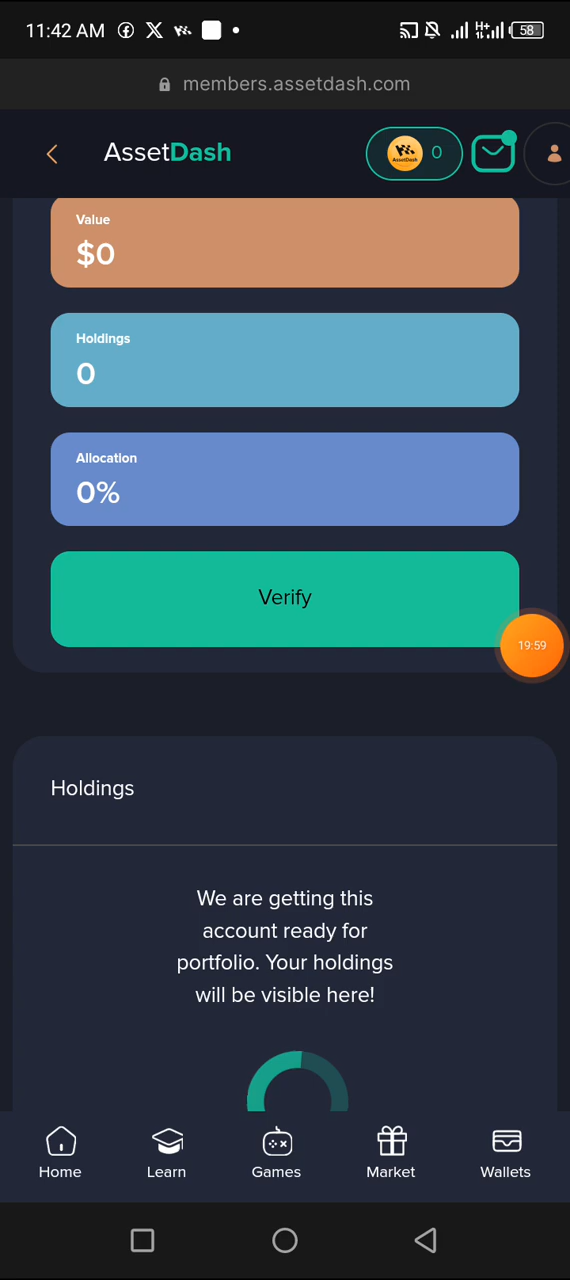 11:42 AM
H+
58
members.assetdash.com
AssetDash
AssetDash
0
Value
$0
Holdings
0
Allocation
0%
Verify
19:59
Holdings
We are getting this
account ready for
portfolio. Your holdings
will be visible here!
Home
Learn
Games
Market
Wallets